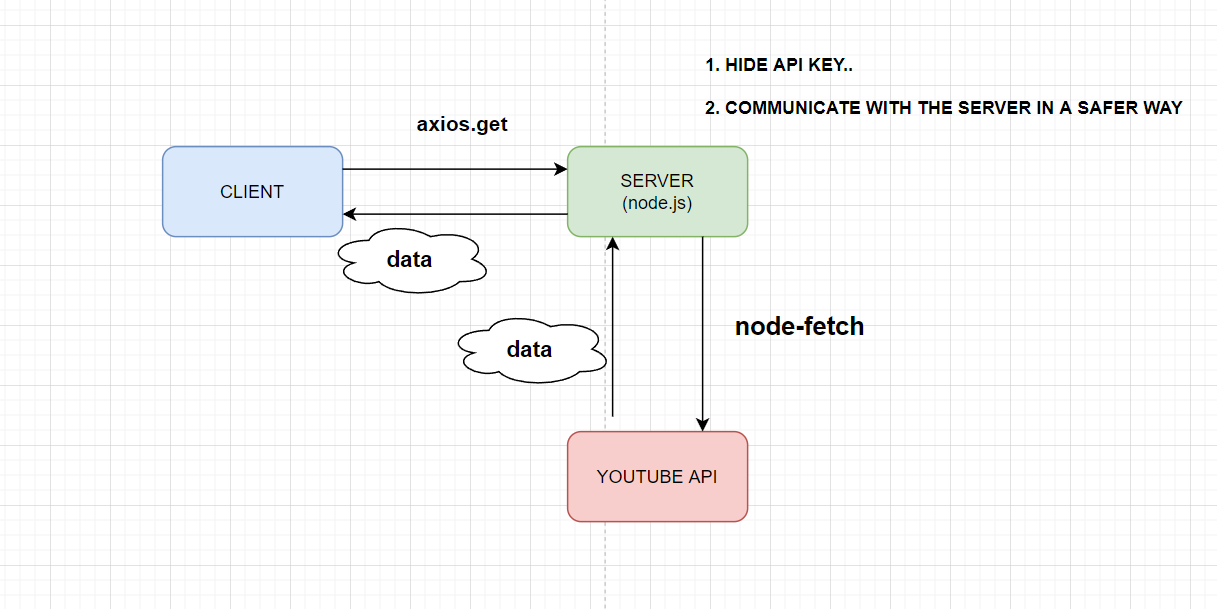 1. HIDE API KEY..
2. COMMUNICATE WITH THE SERVER IN A SAFER WAY
axios.get
CLIENT
SERVER
(node.js)
data
data
node-fetch
YOUTUBE API